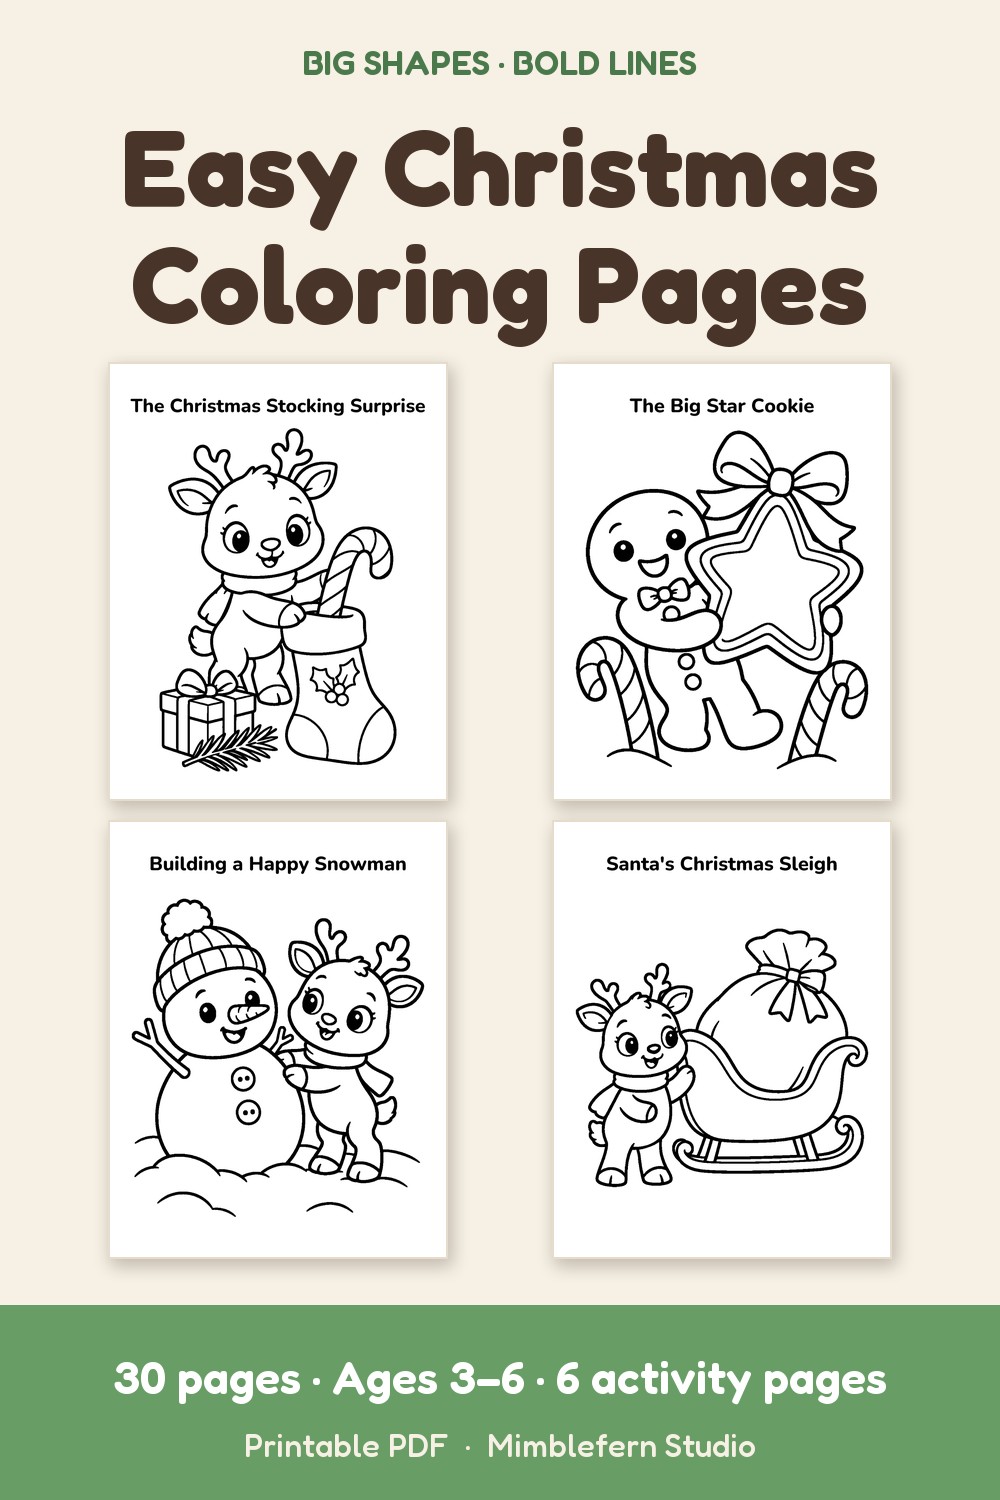 BIG SHAPES · BOLD LINES
Easy Christmas
Coloring Pages
The Christmas Stocking Surprise
The Big Star Cookie
Building a Happy Snowman
Santa's Christmas Sleigh
30 pages · Ages 3–6 · 6 activity pages
Printable PDF · Mimblefern Studio